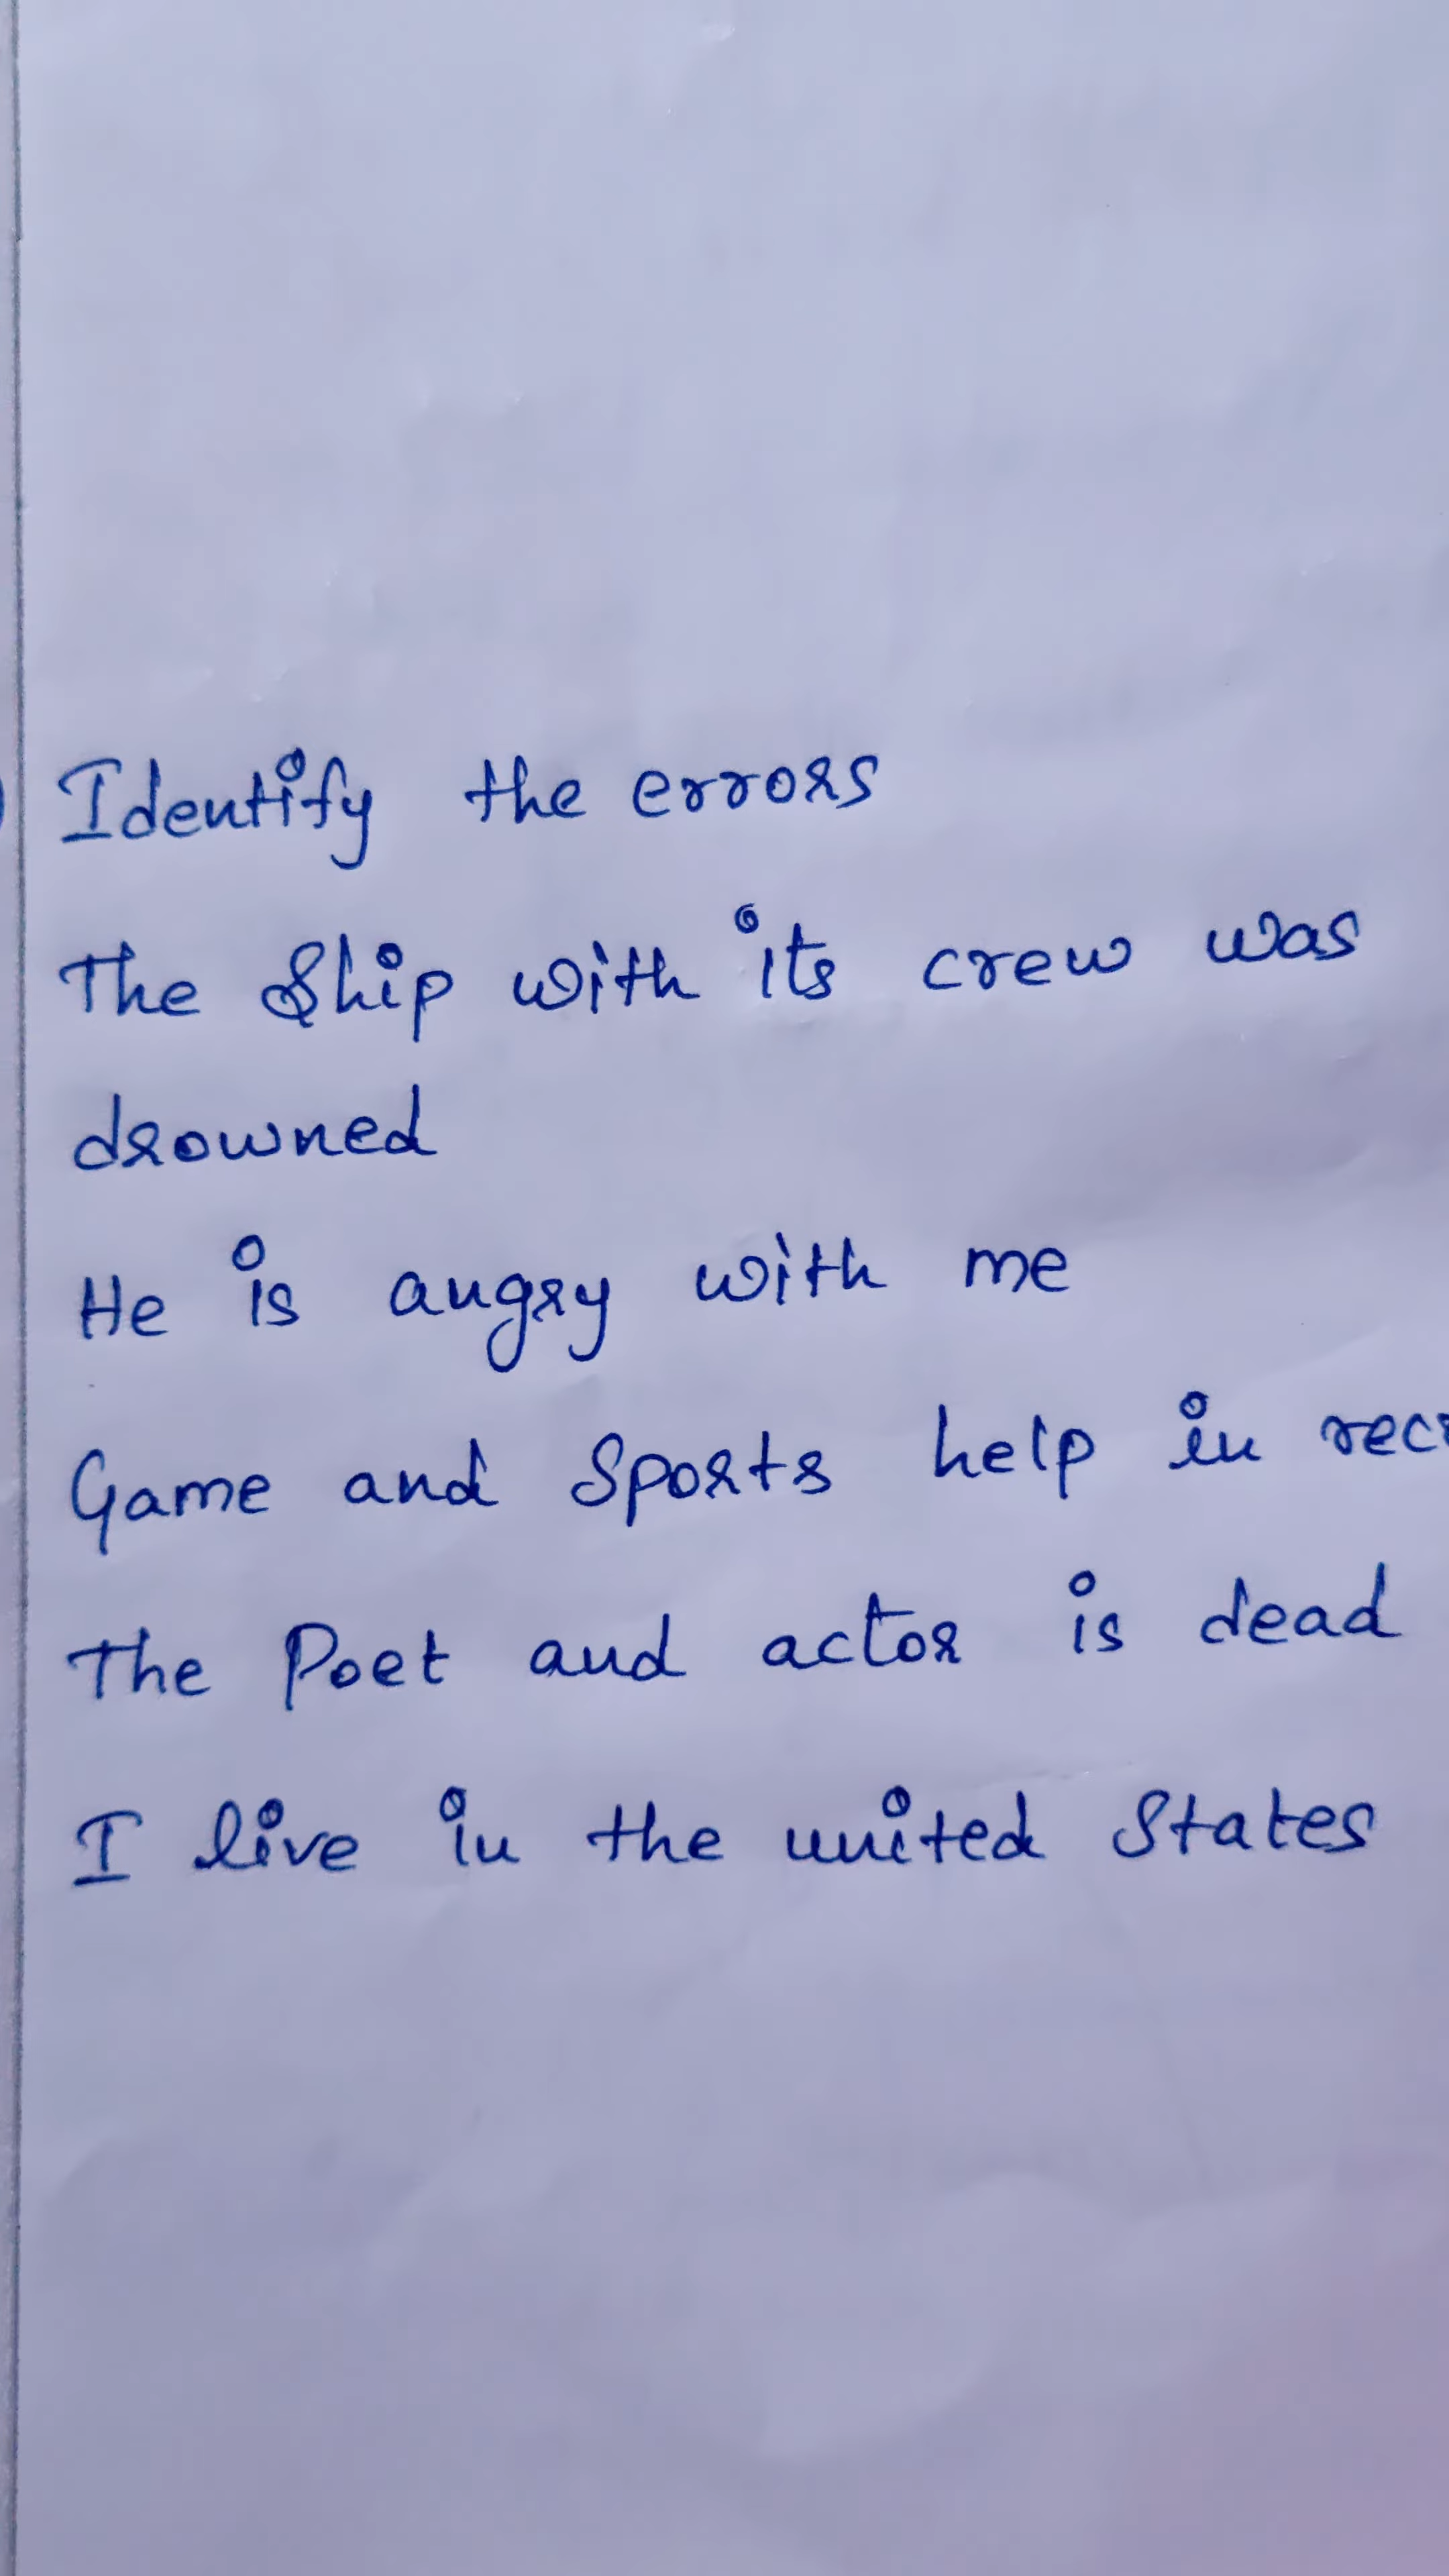 Identify the errors
The Ship with its crew was
drowned
He is angry with me
Game and Sports help in
The Poet and actor is dead
I live in the united States